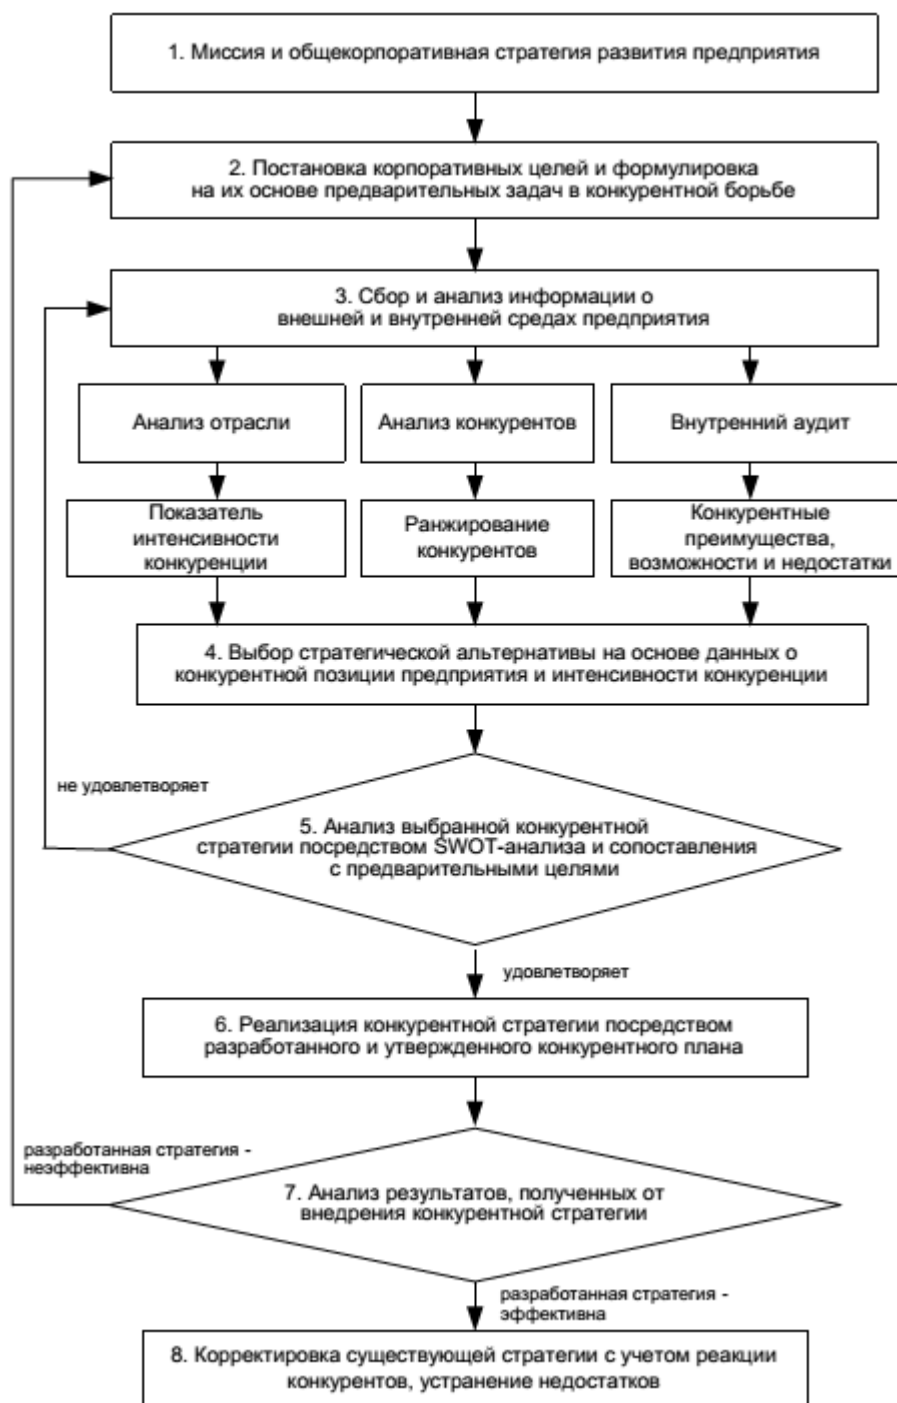 1. Миссия и общекорпоративная стратегия развития предприятия
2. Постановка корпоративных целей и формулировка
на их основе предварительных задач в конкурентной борьбе
3. Сбор и анализ информации о
внешней и внутренней средах предприятия
Анализ отрасли
Анализ конкурентов
Внутренний аудит
Показатель
интенсивности
конкуренции
Ранжирование
конкурентов
Конкурентные
преимущества,
возможности и недостатки
4. Выбор стратегической альтернативы на основе данных о
конкурентной позиции предприятия и интенсивности конкуренции
не удовлетворяет
5. Анализ выбранной конкурентной
стратегии посредством SWOT-анализа и сопоставления
с предварительными целями
удовлетворяет
6. Реализация конкурентной стратегии посредством
разработанного и утвержденного конкурентного плана
разработанная стратегия -
неэффективна
7. Анализ результатов, полученных от
внедрения конкурентной стратегии
разработанная стратегия -
эффективна
8. Корректировка существующей стратегии с учетом реакции
конкурентов, устранение недостатков